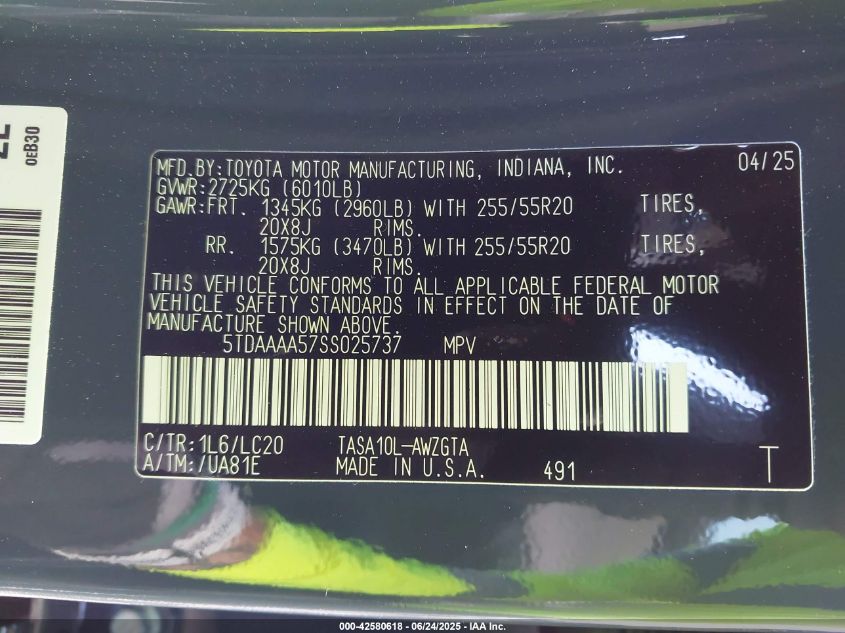 0EB30
MFD.BY:TOYOTA MOTOR MANUFACTURING, INDIANA, INC. 04/25
GVWR:2725KG (6010LB)
GAWR:FRT. 1345KG (2960LB) WITH 255/55R20 TIRES,
20X8J RIMS.
RR. 1575KG (3470LB) WITH 255/55R20 TIRES,
20X8J RIMS.
THIS VEHICLE CONFORMS TO ALL APPLICABLE FEDERAL MOTOR
VEHICLE SAFETY STANDARDS IN EFFECT ON THE DATE OF
MANUFACTURE SHOWN ABOVE.
5TDAAAA57SS025737 MPV
C/TR:1L6/LC20 TASA10L-AWZGTA
A/TM:/UA81E MADE IN U.S.A. 491 T
000-42580618 - 06/24/2025 - IAA Inc.